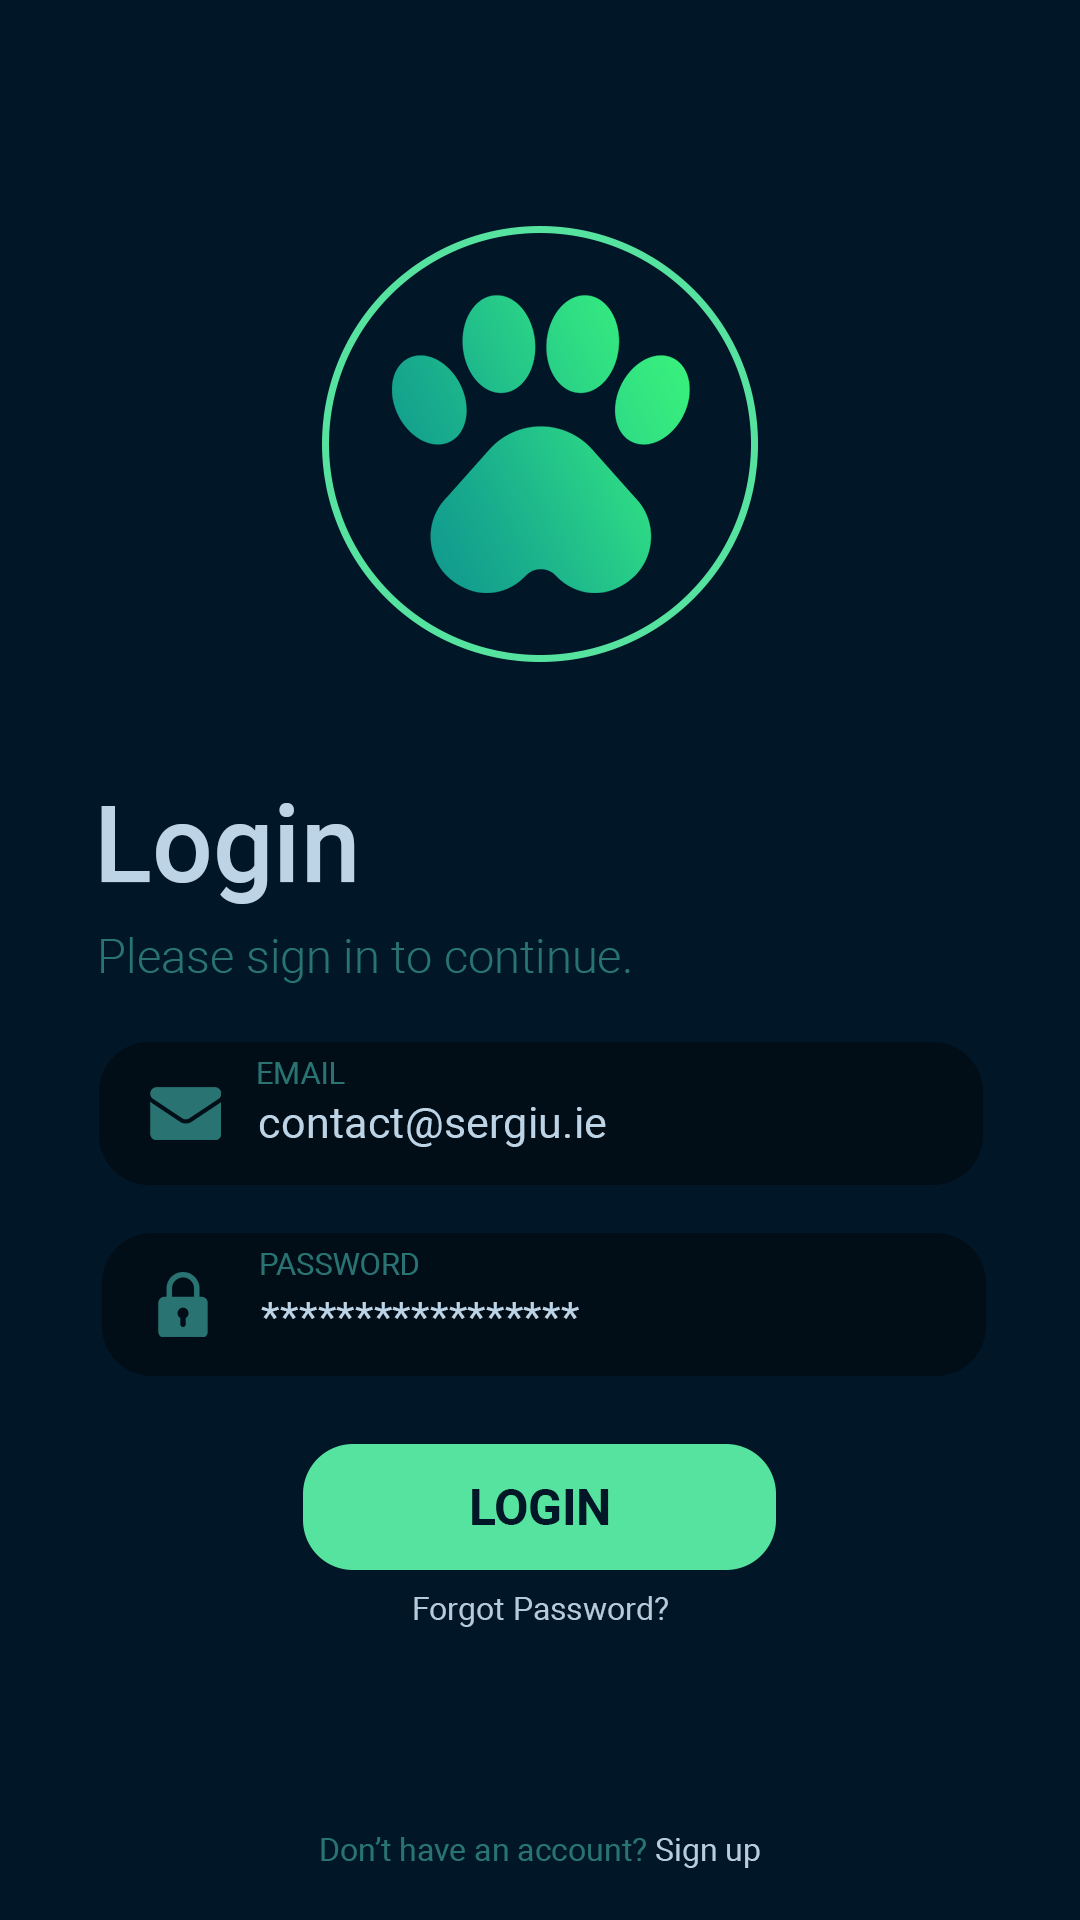 Login
Please sign in to continue.
EMAIL
contact@sergiu.ie
PASSWORD
*****************
LOGIN
Forgot Password?
Don’t have an account? Sign up